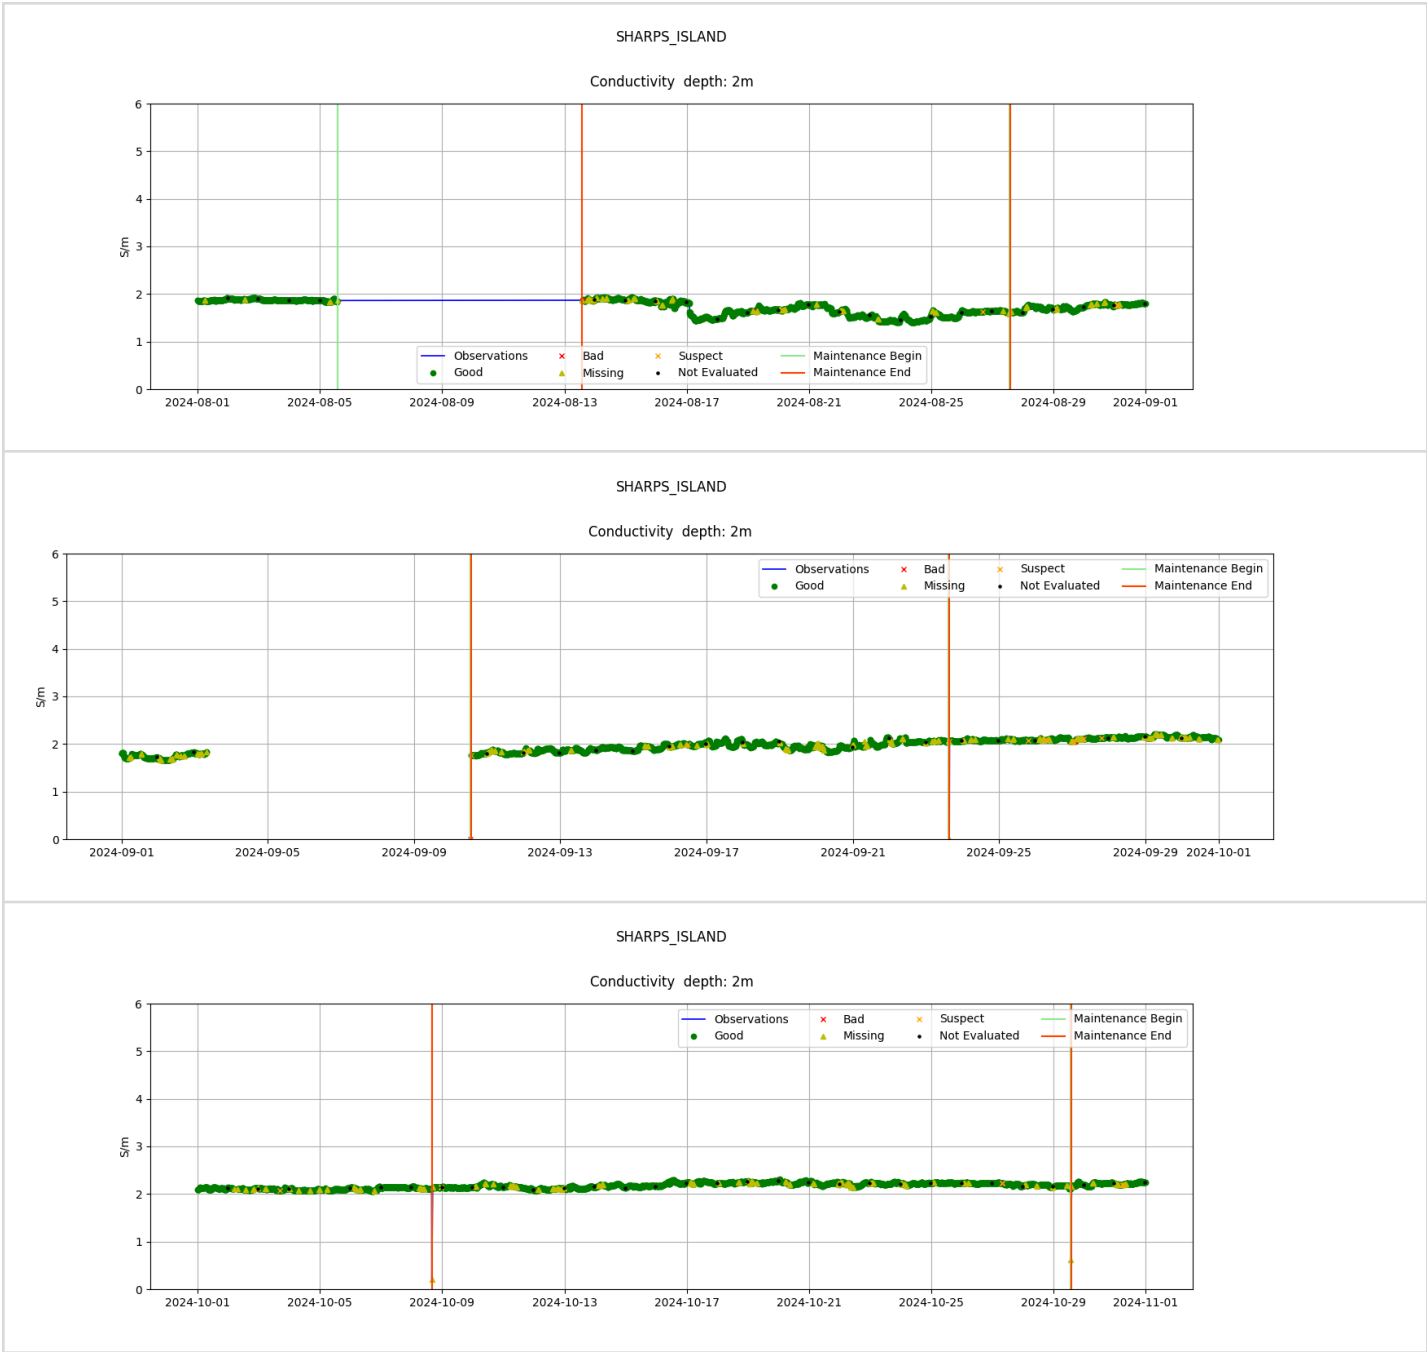 SHARPS_ISLAND
Conductivity depth: 2m
6
5
4
3
2
1
0
S/m
Observations Bad Suspect Maintenance Begin
Good Missing Not Evaluated Maintenance End
2024-08-01 2024-08-05 2024-08-09 2024-08-13 2024-08-17 2024-08-21 2024-08-25 2024-08-29 2024-09-01
SHARPS_ISLAND
Conductivity depth: 2m
Observations Bad Suspect Maintenance Begin
Good Missing Not Evaluated Maintenance End
6
5
4
3
2
1
0
S/m
2024-09-01 2024-09-05 2024-09-09 2024-09-13 2024-09-17 2024-09-21 2024-09-25 2024-09-29 2024-10-01
SHARPS_ISLAND
Conductivity depth: 2m
Observations Bad Suspect Maintenance Begin
Good Missing Not Evaluated Maintenance End
6
5
4
3
2
1
0
S/m
2024-10-01 2024-10-05 2024-10-09 2024-10-13 2024-10-17 2024-10-21 2024-10-25 2024-10-29 2024-11-01